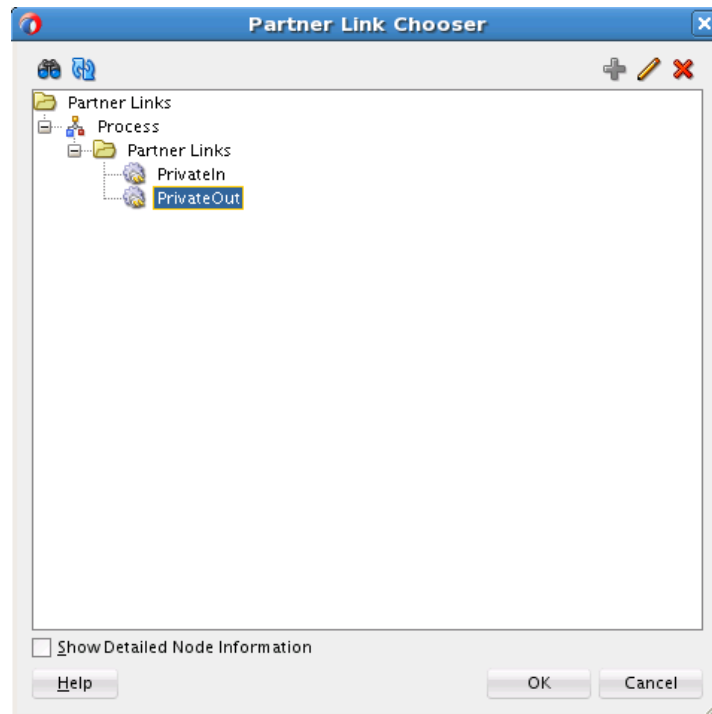 Partner Link Chooser
Partner Links
Process
Partner Links
PrivateIn
PrivateOut
Show Detailed Node Information
Help OK Cancel